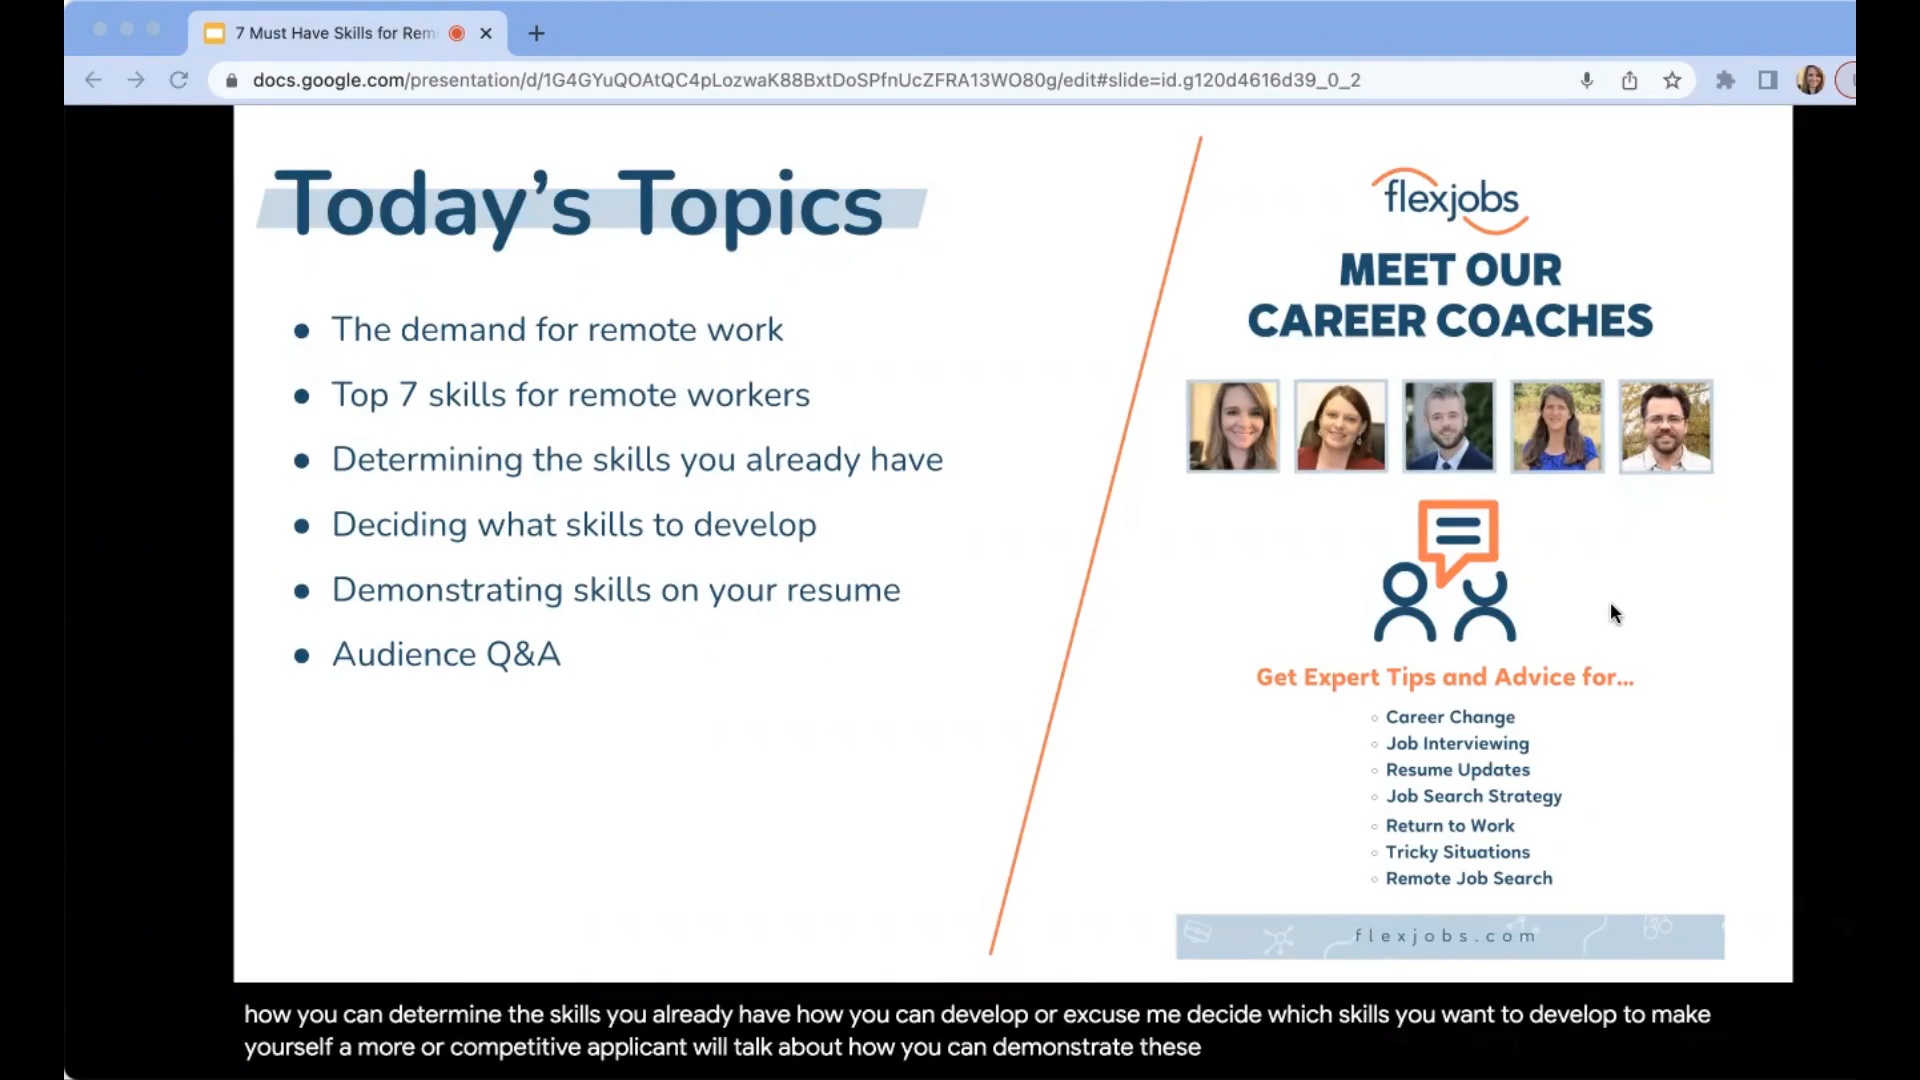 7 Must Have Skills for Rem
docs.google.com/presentation/d/1G4GYuQOAtQC4pLozwaK88BxtDoSPfnUcZFRA13WO80g/edit#slide=id.g120d4616d39_0_2
Today's Topics
● The demand for remote work
● Top 7 skills for remote workers
● Determining the skills you already have
● Deciding what skills to develop
● Demonstrating skills on your resume
● Audience Q&A
flexjobs
MEET OUR
CAREER COACHES
Get Expert Tips and Advice for...
○ Career Change
○ Job Interviewing
○ Resume Updates
○ Job Search Strategy
○ Return to Work
○ Tricky Situations
○ Remote Job Search
flexjobs.com
how you can determine the skills you already have how you can develop or excuse me decide which skills you want to develop to make
yourself a more or competitive applicant will talk about how you can demonstrate these